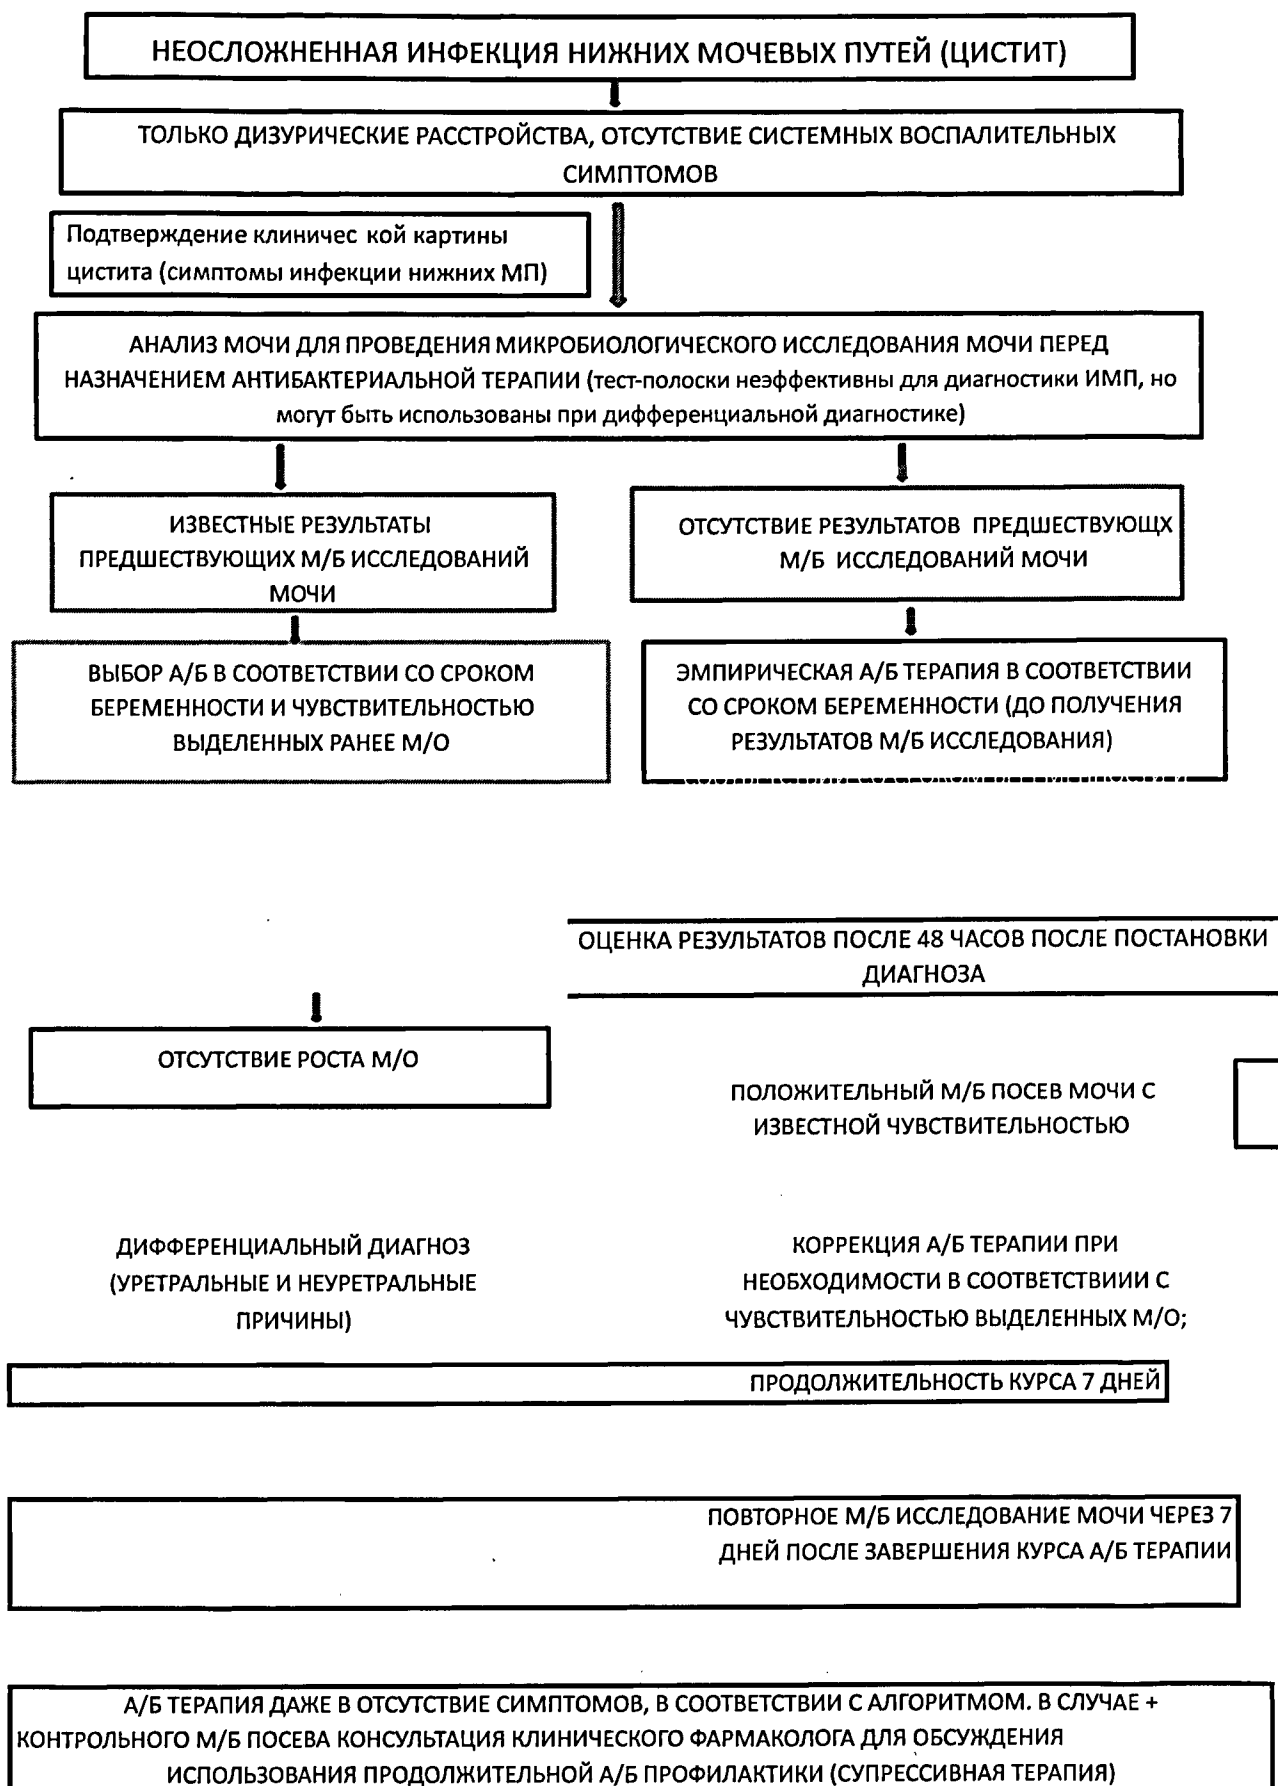 НЕОСЛОЖНЕННАЯ ИНФЕКЦИЯ НИЖНИХ МОЧЕВЫХ ПУТЕЙ (ЦИСТИТ)
ТОЛЬКО ДИЗУРИЧЕСКИЕ РАССТРОЙСТВА, ОТСУТСТВИЕ СИСТЕМНЫХ ВОСПАЛИТЕЛЬНЫХ
СИМПТОМОВ
Подтверждение клиничес кой картины
цистита (симптомы инфекции нижних МП)
АНАЛИЗ МОЧИ ДЛЯ ПРОВЕДЕНИЯ МИКРОБИОЛОГИЧЕСКОГО ИССЛЕДОВАНИЯ МОЧИ ПЕРЕД
НАЗНАЧЕНИЕМ АНТИБАКТЕРИАЛЬНОЙ ТЕРАПИИ (тест-полоски неэффективны для диагностики ИМП, но
могут быть использованы при дифференциальной диагностике)
ИЗВЕСТНЫЕ РЕЗУЛЬТАТЫ
ПРЕДШЕСТВУЮЩИХ М/Б ИССЛЕДОВАНИЙ
МОЧИ
ОТСУТСТВИЕ РЕЗУЛЬТАТОВ ПРЕДШЕСТВУЮЩХ
М/Б ИССЛЕДОВАНИЙ МОЧИ
ВЫБОР А/Б В СООТВЕТСТВИИ СО СРОКОМ
БЕРЕМЕННОСТИ И ЧУВСТВИТЕЛЬНОСТЬЮ
ВЫДЕЛЕННЫХ РАНЕЕ М/О
ЭМПИРИЧЕСКАЯ А/Б ТЕРАПИЯ В СООТВЕТСТВИИ
СО СРОКОМ БЕРЕМЕННОСТИ (ДО ПОЛУЧЕНИЯ
РЕЗУЛЬТАТОВ М/Б ИССЛЕДОВАНИЯ)
ОЦЕНКА РЕЗУЛЬТАТОВ ПОСЛЕ 48 ЧАСОВ ПОСЛЕ ПОСТАНОВКИ
ДИАГНОЗА
ОТСУТСТВИЕ РОСТА М/О
ПОЛОЖИТЕЛЬНЫЙ М/Б ПОСЕВ МОЧИ С
ИЗВЕСТНОЙ ЧУВСТВИТЕЛЬНОСТЬЮ
ДИФФЕРЕНЦИАЛЬНЫЙ ДИАГНОЗ
(УРЕТРАЛЬНЫЕ И НЕУРЕТРАЛЬНЫЕ
ПРИЧИНЫ)
КОРРЕКЦИЯ А/Б ТЕРАПИИ ПРИ
НЕОБХОДИМОСТИ В СООТВЕТСТВИИИ С
ЧУВСТВИТЕЛЬНОСТЬЮ ВЫДЕЛЕННЫХ М/О;
ПРОДОЛЖИТЕЛЬНОСТЬ КУРСА 7 ДНЕЙ
ПОВТОРНОЕ М/Б ИССЛЕДОВАНИЕ МОЧИ ЧЕРЕЗ 7
ДНЕЙ ПОСЛЕ ЗАВЕРШЕНИЯ КУРСА А/Б ТЕРАПИИ
А/Б ТЕРАПИЯ ДАЖЕ В ОТСУТСТВИЕ СИМПТОМОВ, В СООТВЕТСТВИИ С АЛГОРИТМОМ. В СЛУЧАЕ +
КОНТРОЛЬНОГО М/Б ПОСЕВА КОНСУЛЬТАЦИЯ КЛИНИЧЕСКОГО ФАРМАКОЛОГА ДЛЯ ОБСУЖДЕНИЯ
ИСПОЛЬЗОВАНИЯ ПРОДОЛЖИТЕЛЬНОЙ А/Б ПРОФИЛАКТИКИ (СУПРЕССИВНАЯ ТЕРАПИЯ)